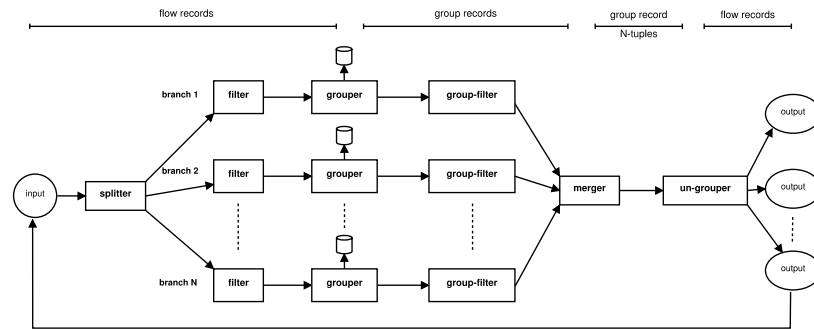 flow records
group records
group record
N-tuples
flow records
branch 1
filter
grouper
group-filter
output
branch 2
filter
grouper
group-filter
input
splitter
merger
un-grouper
output
branch N
filter
grouper
group-filter
output